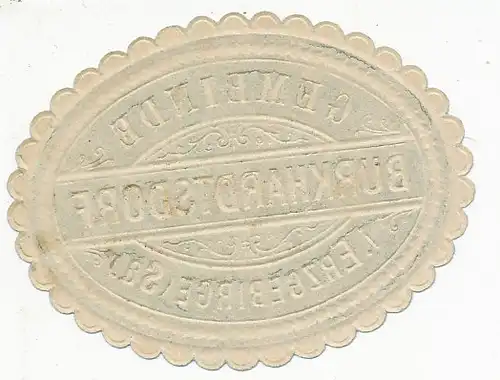 GEMEINDE
BURKHARDTSDORF
I. ERZGEBIRGE (SA.)